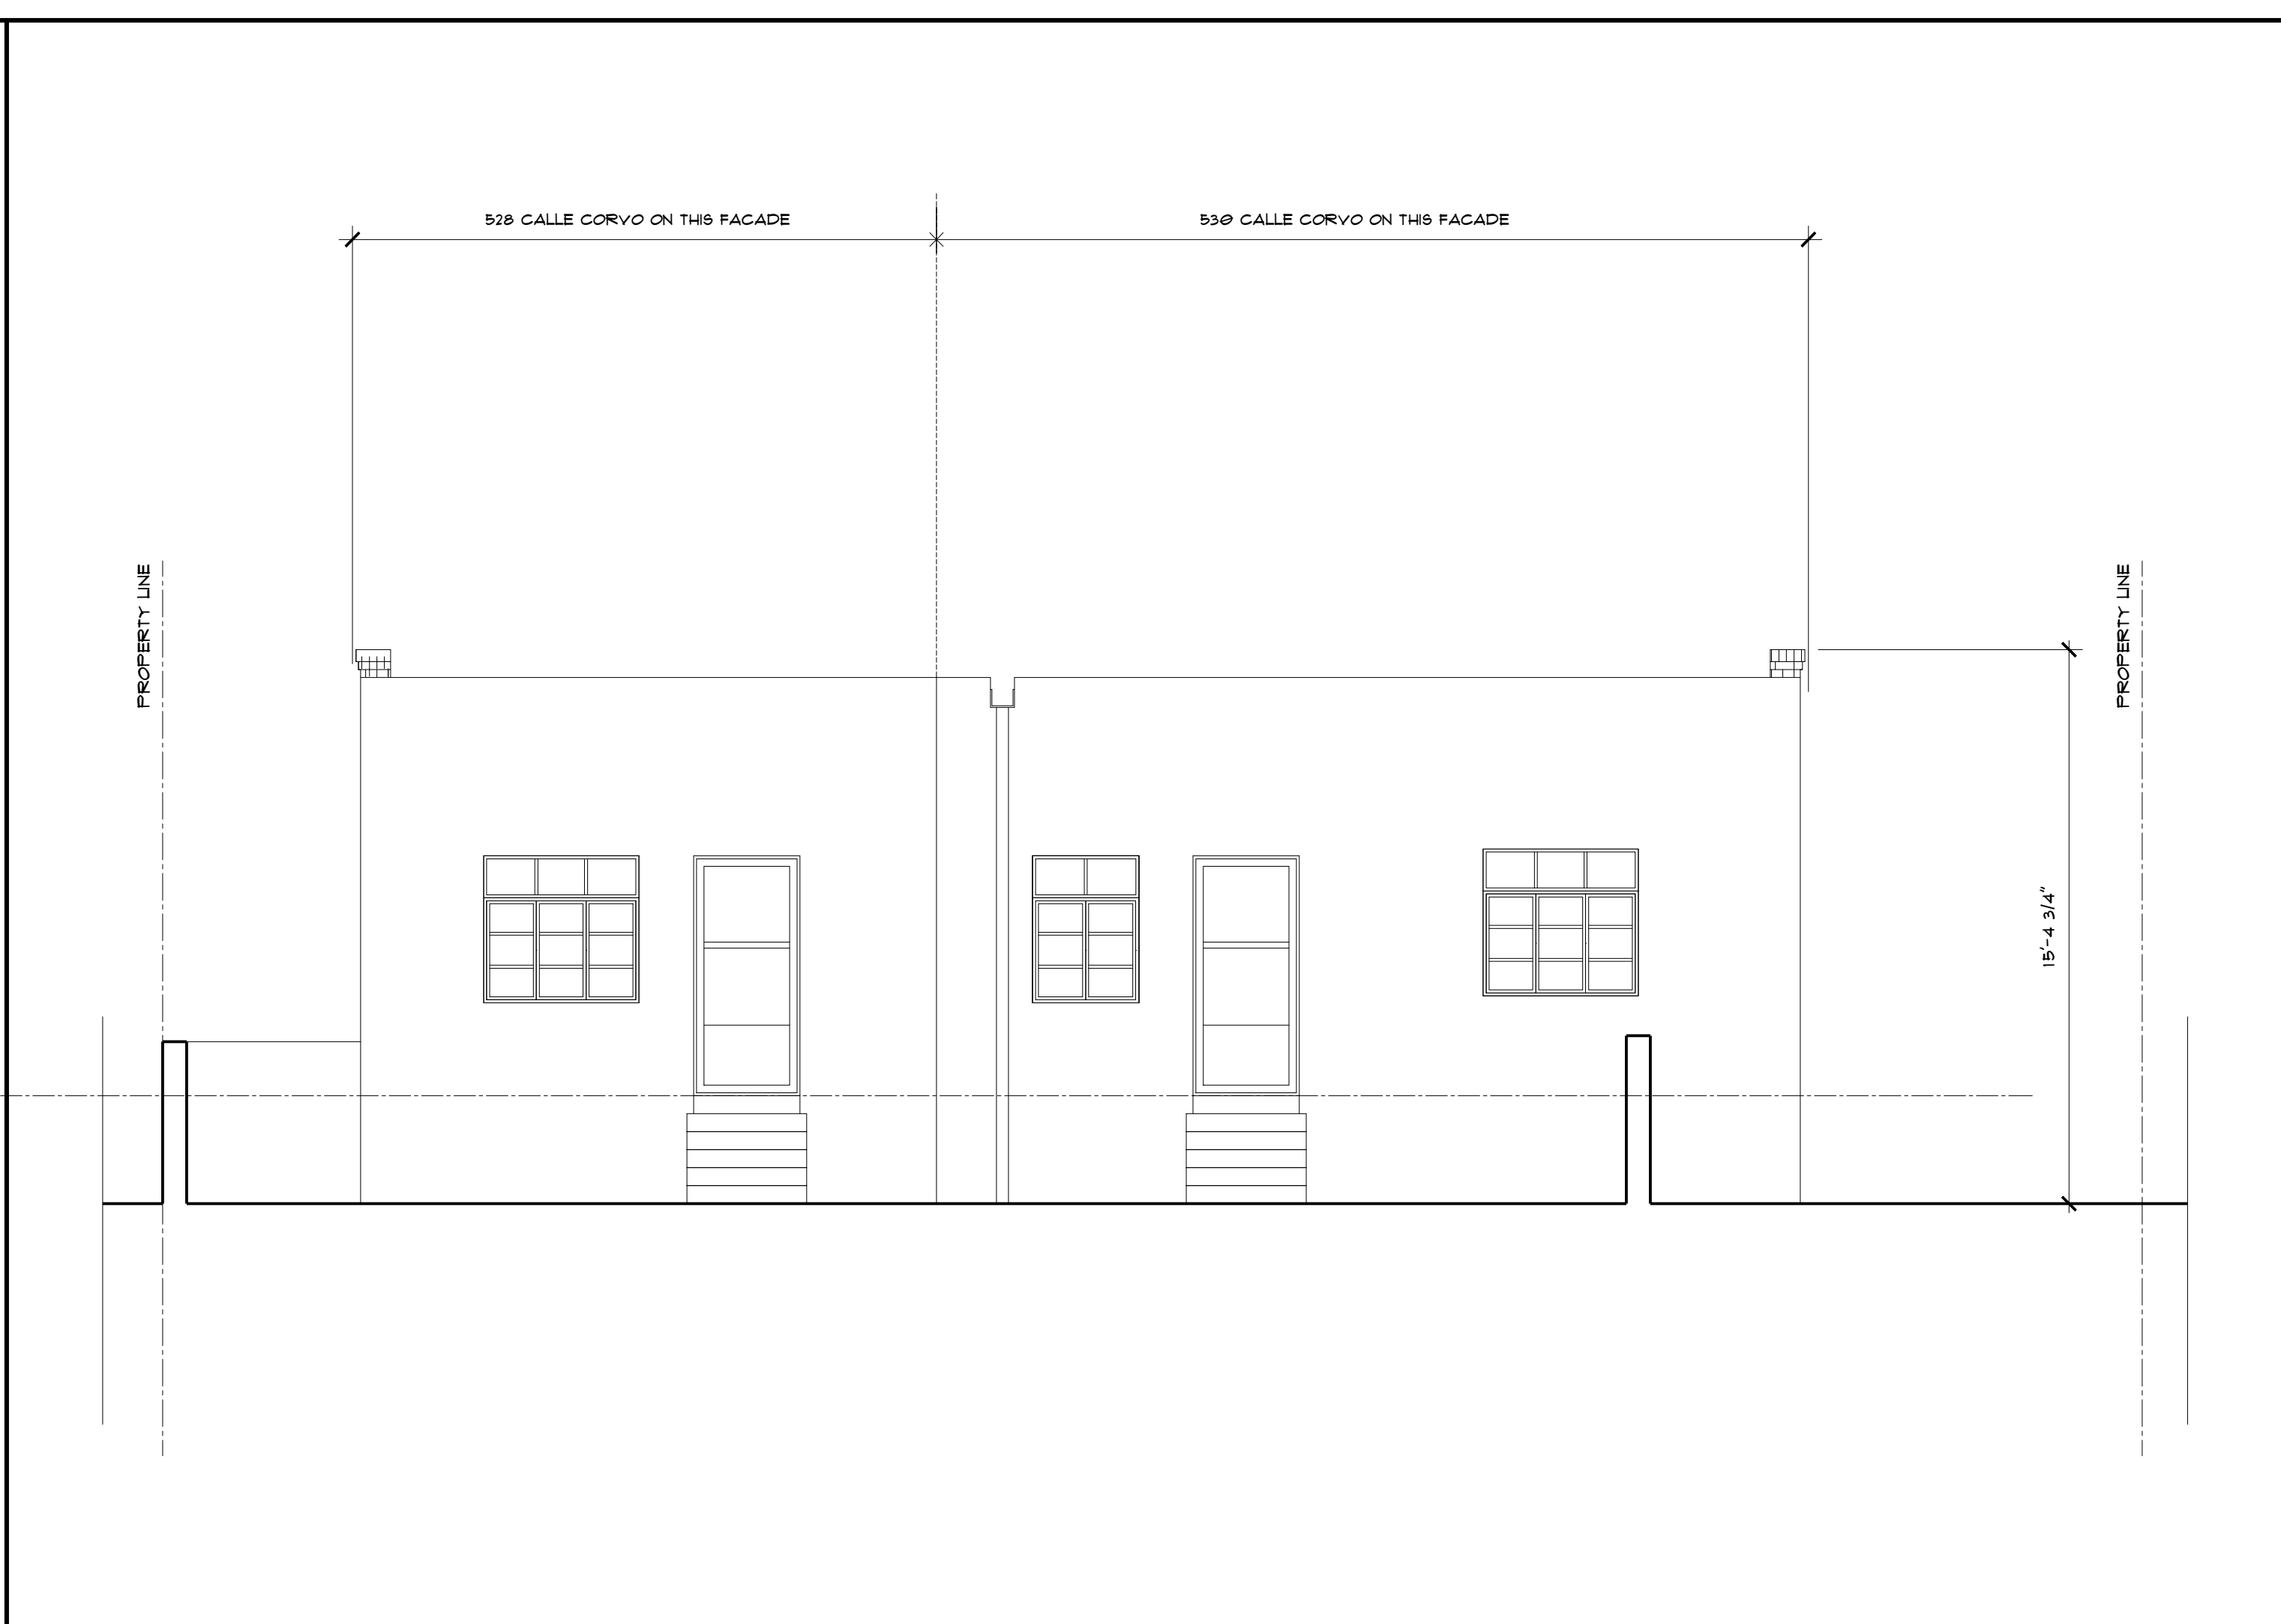 528 CALLE CORVO ON THIS FACADE
530 CALLE CORVO ON THIS FACADE
PROPERTY LINE
PROPERTY LINE
15'-4 3/4"